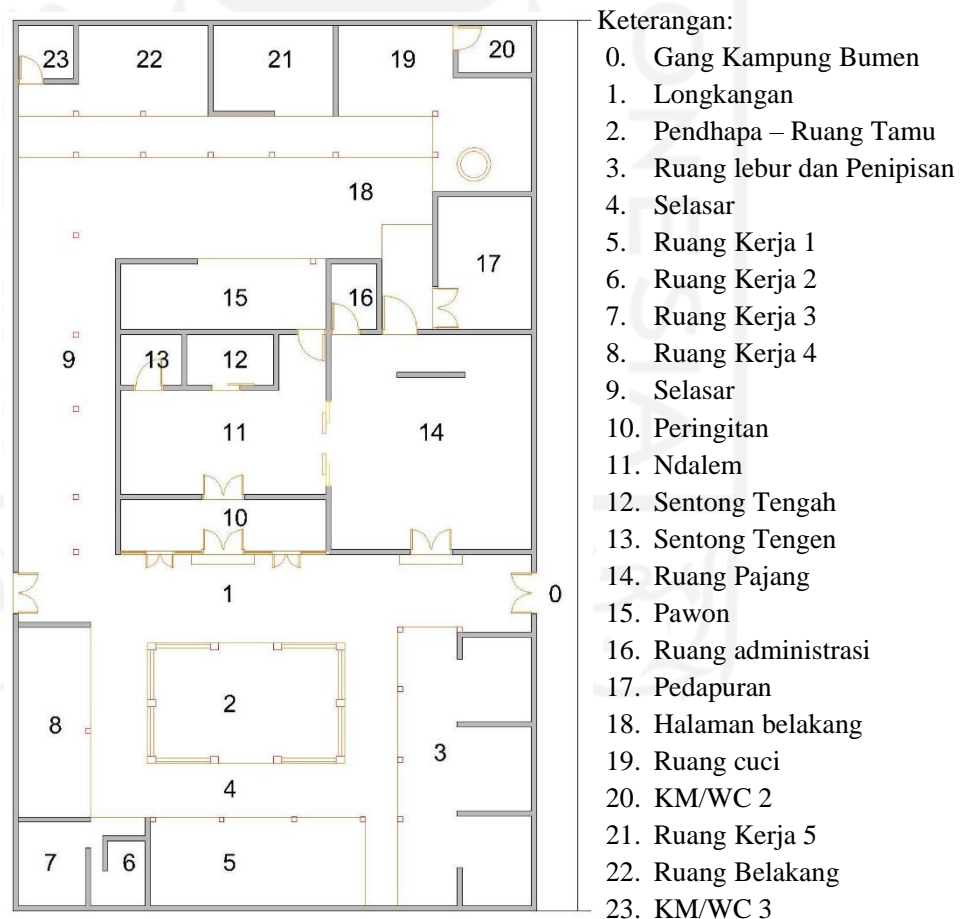 Keterangan:
0. Gang Kampung Bumen
1. Longkangan
2. Pendhapa – Ruang Tamu
3. Ruang lebur dan Penipisan
4. Selasar
5. Ruang Kerja 1
6. Ruang Kerja 2
7. Ruang Kerja 3
8. Ruang Kerja 4
9. Selasar
10. Peringitan
11. Ndalem
12. Sentong Tengah
13. Sentong Tengen
14. Ruang Pajang
15. Pawon
16. Ruang administrasi
17. Pedapuran
18. Halaman belakang
19. Ruang cuci
20. KM/WC 2
21. Ruang Kerja 5
22. Ruang Belakang
23. KM/WC 3
23 22 21 19 20
18
17
15 16
9 13 12
11 14
10
1 0
2
8 3
4
7 6 5
ONESIA